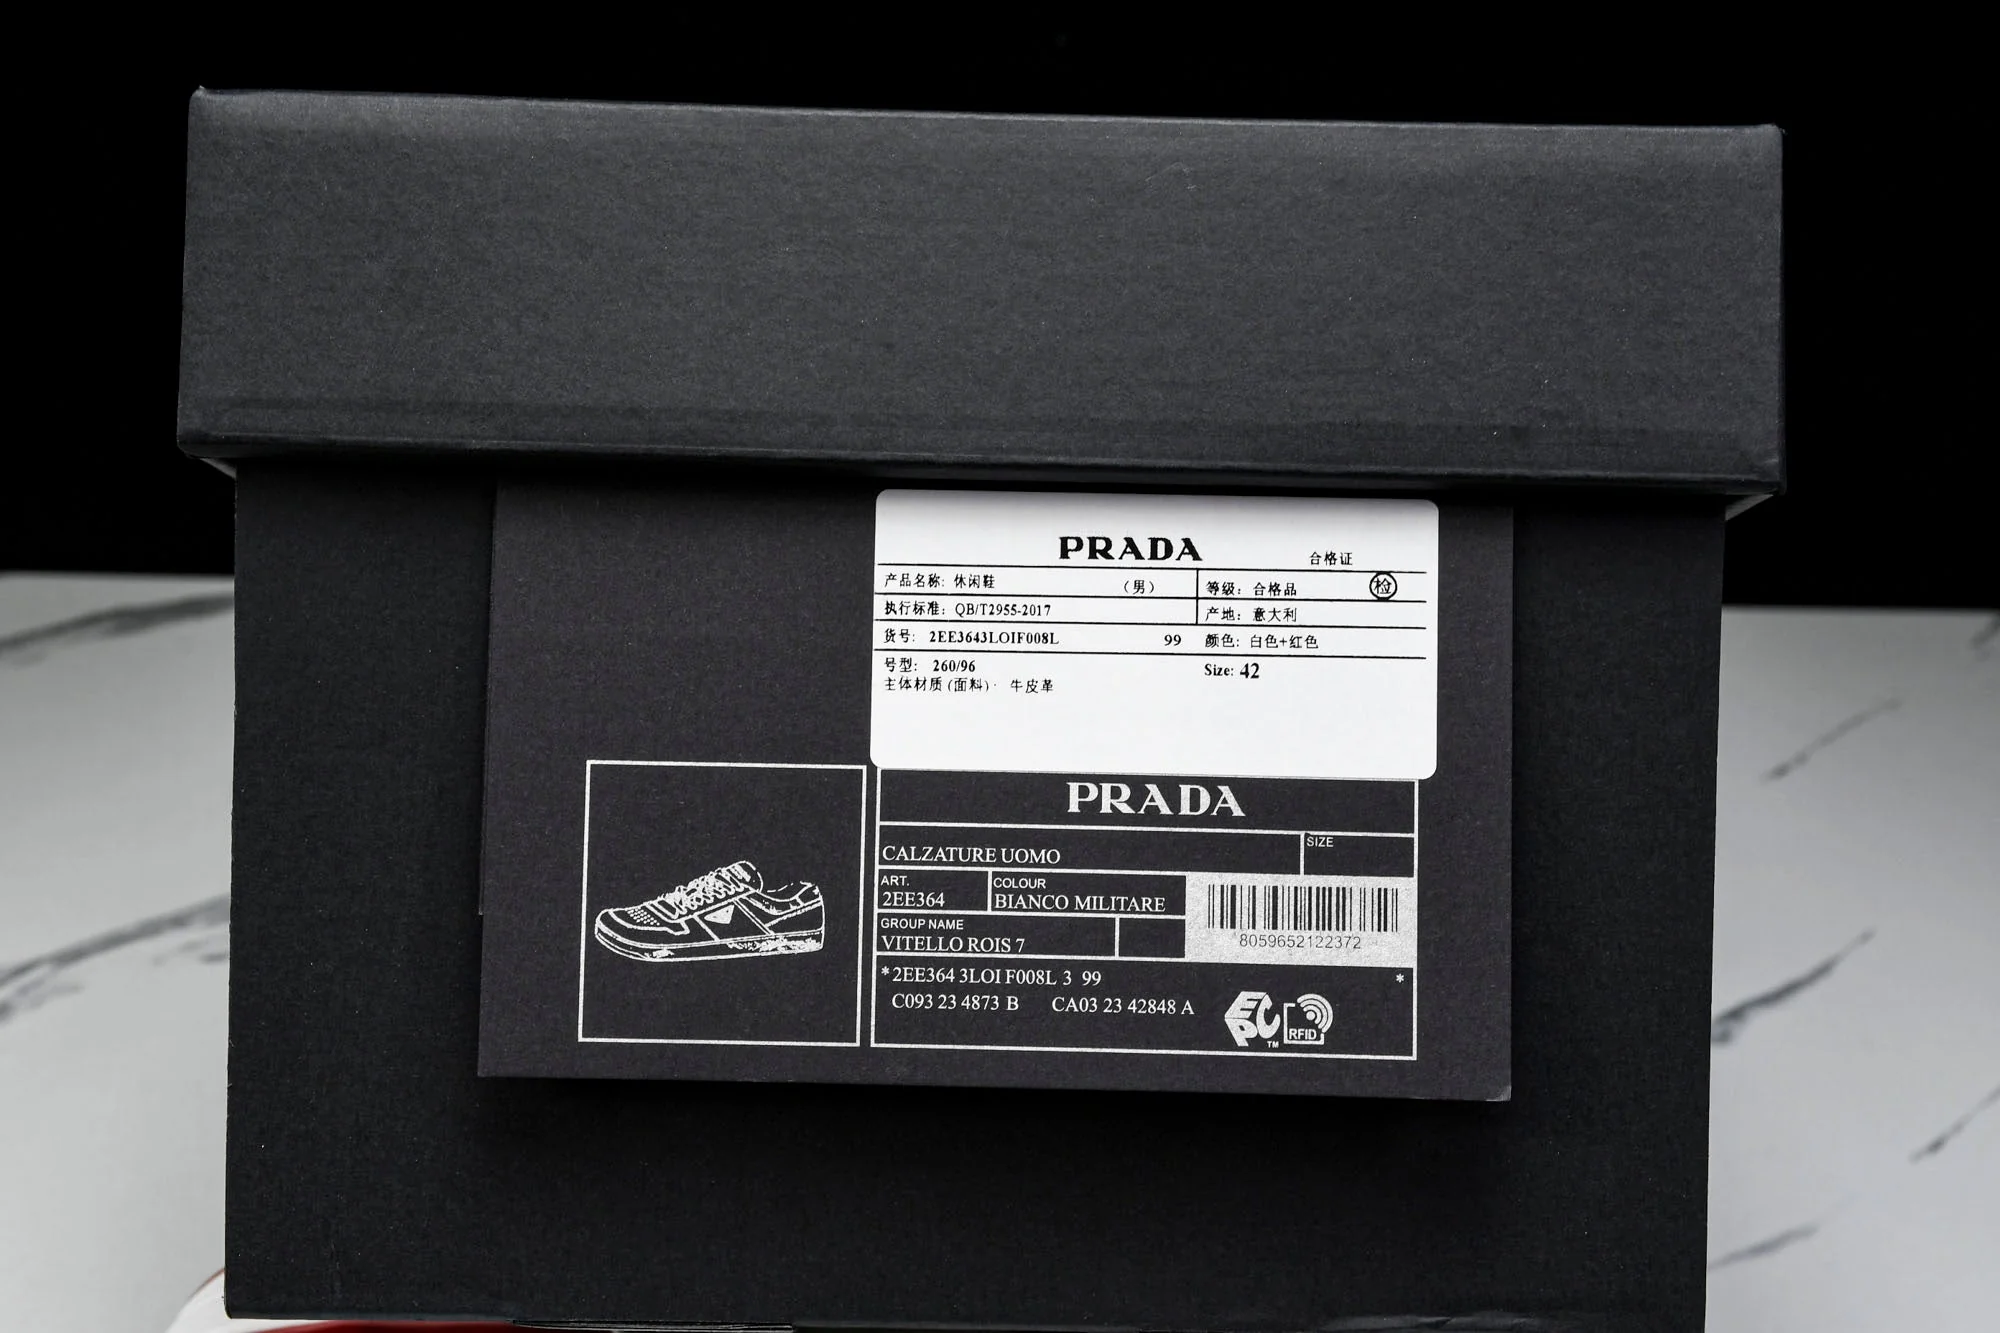 PRADA 合格证
产品名称: 休闲鞋 (男) 等级: 合格品 检
执行标准: QB/T2955-2017 产地: 意大利
货号: 2EE3643LOIF008L 99 颜色: 白色+红色
号型: 260/96 Size: 42
主体材质(面料): 牛皮革
PRADA
CALZATURE UOMO SIZE
ART. COLOUR
2EE364 BIANCO MILITARE
GROUP NAME
VITELLO ROIS 7
8059652122372
*2EE364 3LOI F008L 3 99 *
C093 23 4873 B CA03 23 42848 A
EPC TM RFID